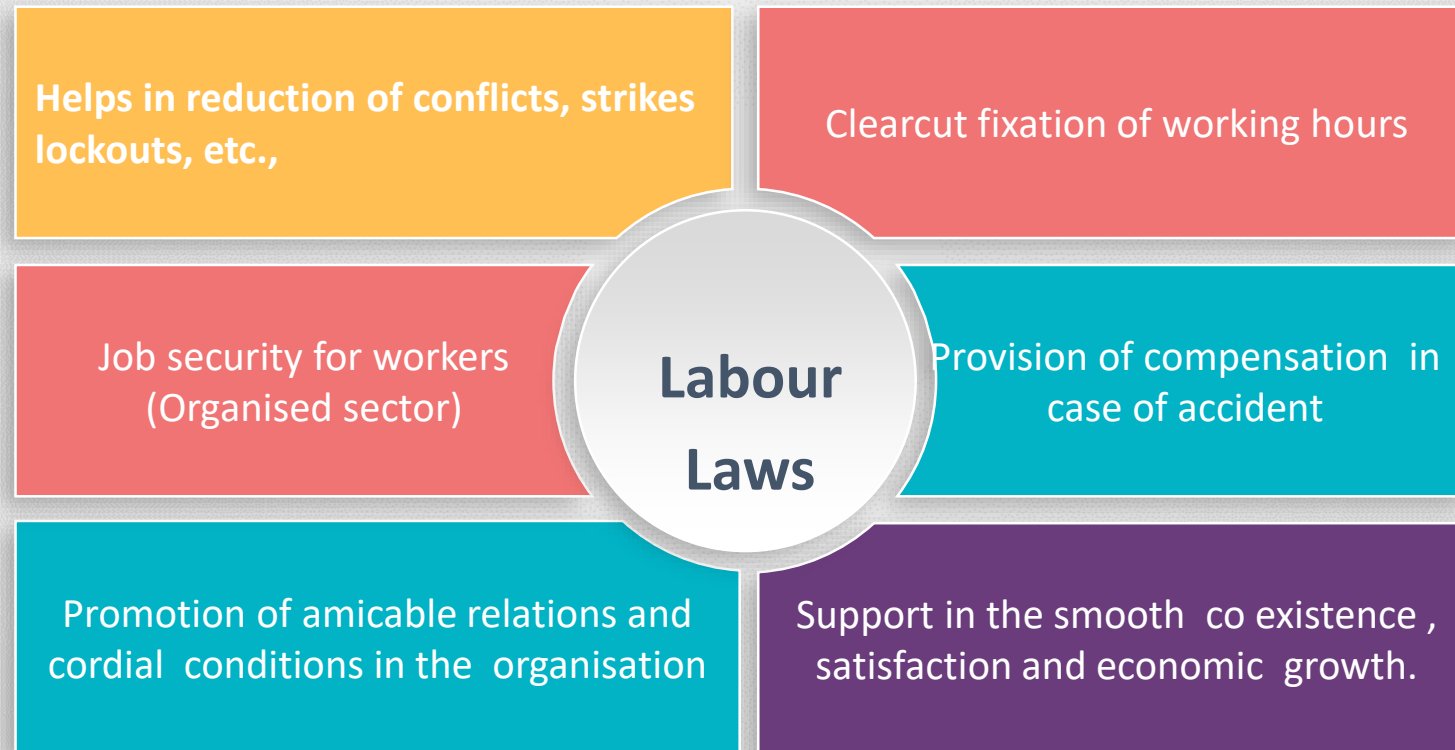 Helps in reduction of conflicts, strikes
lockouts, etc.,
Clearcut fixation of working hours
Job security for workers
(Organised sector)
Labour
Laws
Provision of compensation in
case of accident
Promotion of amicable relations and
cordial conditions in the organisation
Support in the smooth co existence ,
satisfaction and economic growth.